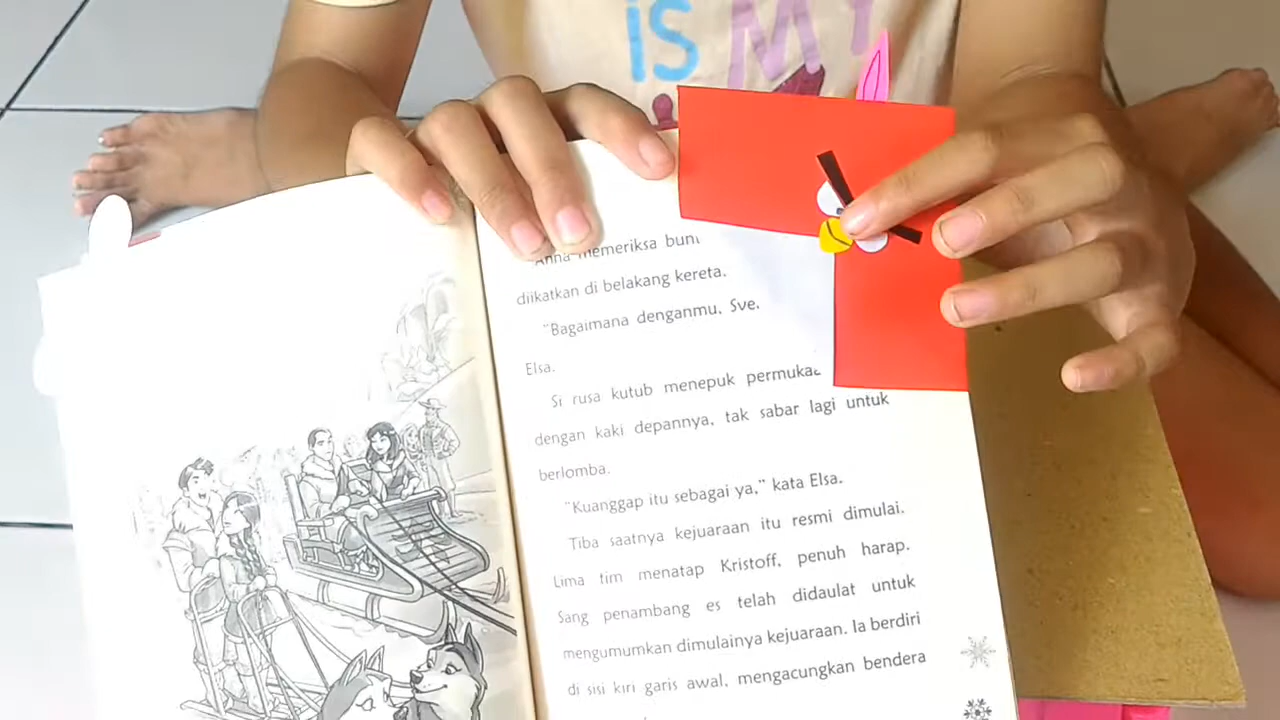 IS MY
Anna memeriksa
diikatkan di belakang kereta.
"Bagaimana denganmu, Sve
Elsa.
Si rusa kutub menepuk permukaa
dengan kaki depannya, tak sabar lagi untuk
berlomba.
"Kuanggap itu sebagai ya," kata Elsa.
Tiba saatnya kejuaraan itu resmi dimulai.
Lima tim menatap Kristoff, penuh harap.
Sang penambang es telah didaulat untuk
mengumumkan dimulainya kejuaraan. Ia berdiri
di sisi kiri garis awal, mengacungkan bendera